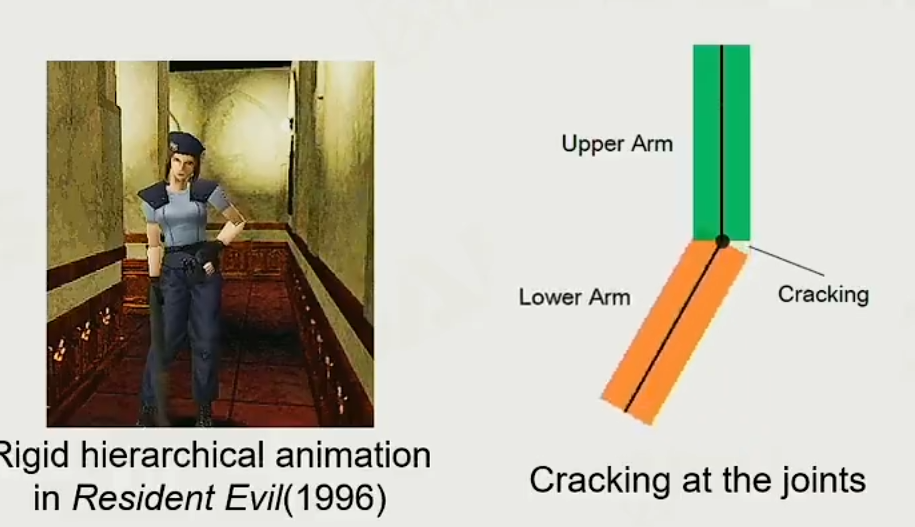 Upper Arm
Lower Arm
Cracking
Rigid hierarchical animation
in Resident Evil(1996)
Cracking at the joints